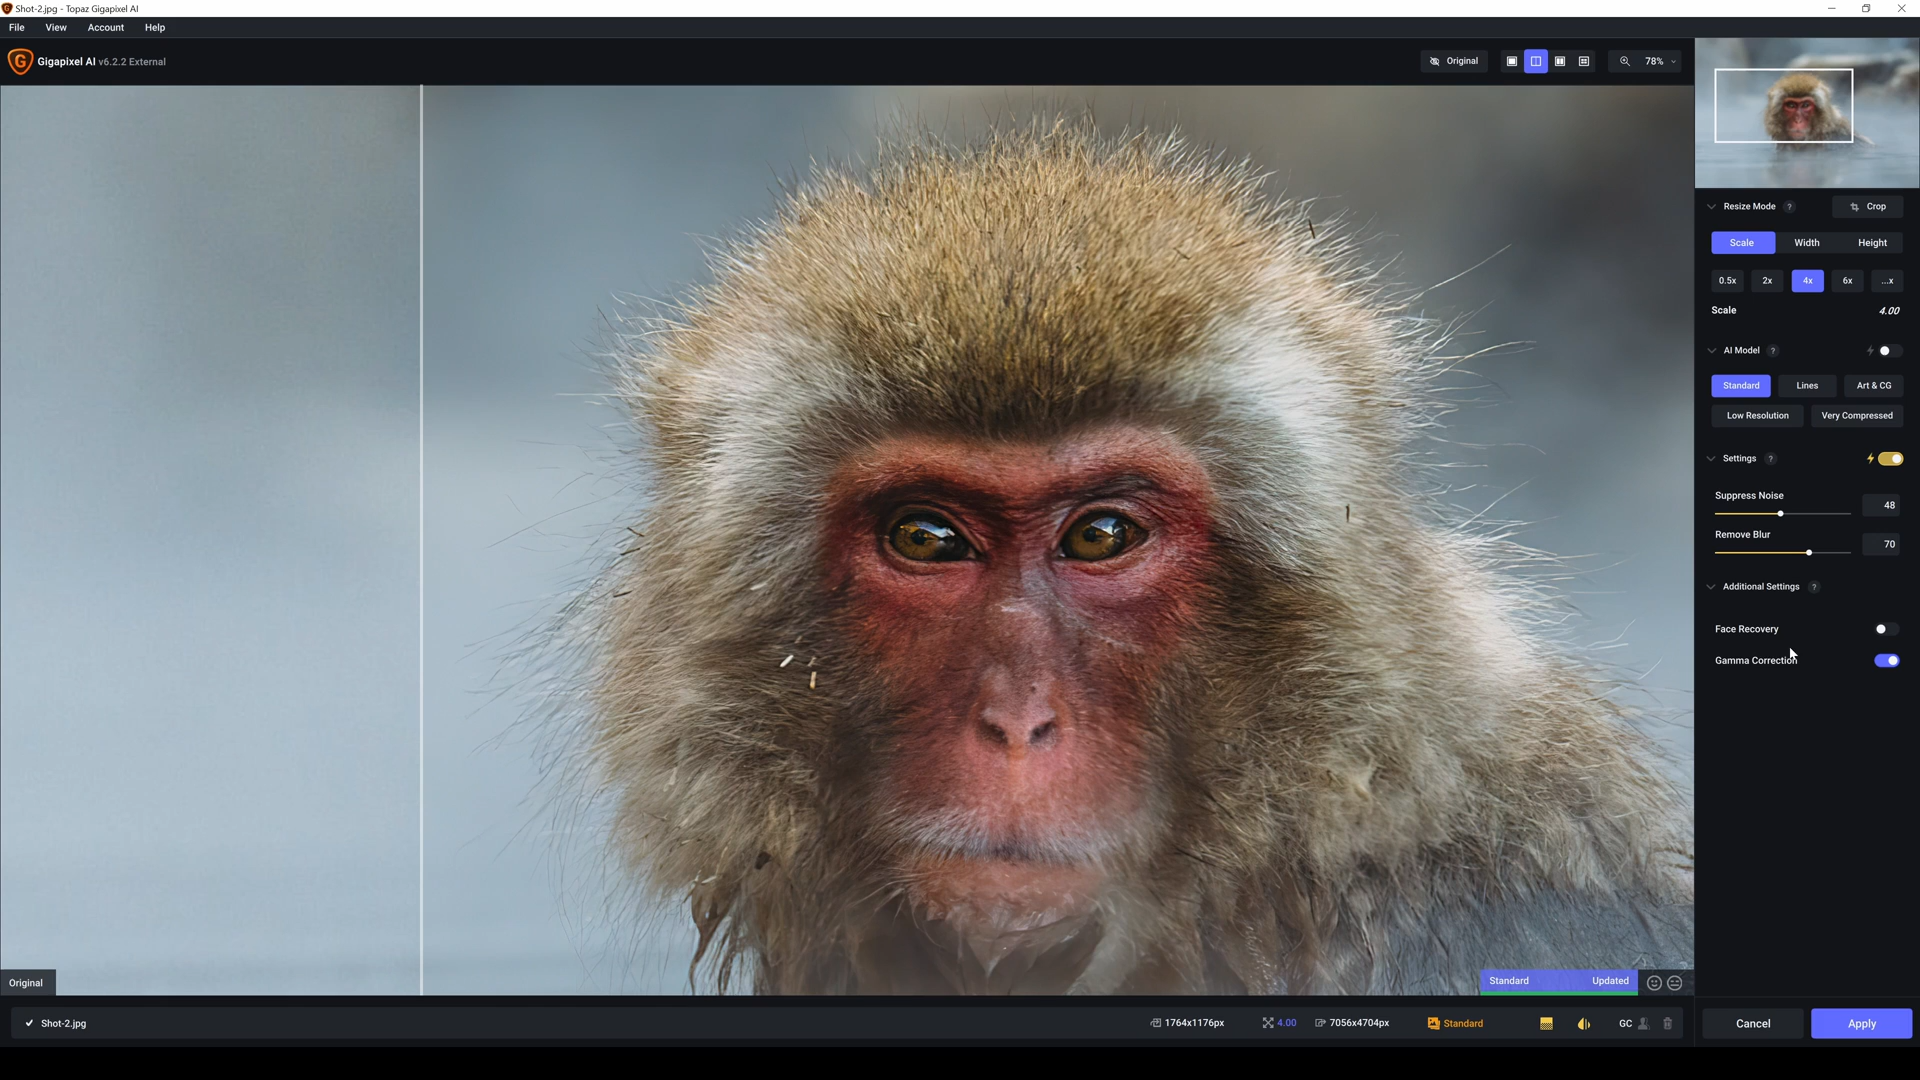 Shot-2.jpg - Topaz Gigapixel AI
File View Account Help
G Gigapixel AI v6.2.2 External
Original
78%
Resize Mode ? Crop
Scale Width Height
0.5x 2x 4x 6x ...x
Scale 4.00
AI Model ?
Standard Lines Art & CG
Low Resolution Very Compressed
Settings ?
Suppress Noise 48
Remove Blur 70
Additional Settings ?
Face Recovery
Gamma Correction
Original
Standard Updated
Shot-2.jpg 1764x1176px 4.00 7056x4704px Standard GC
Cancel Apply